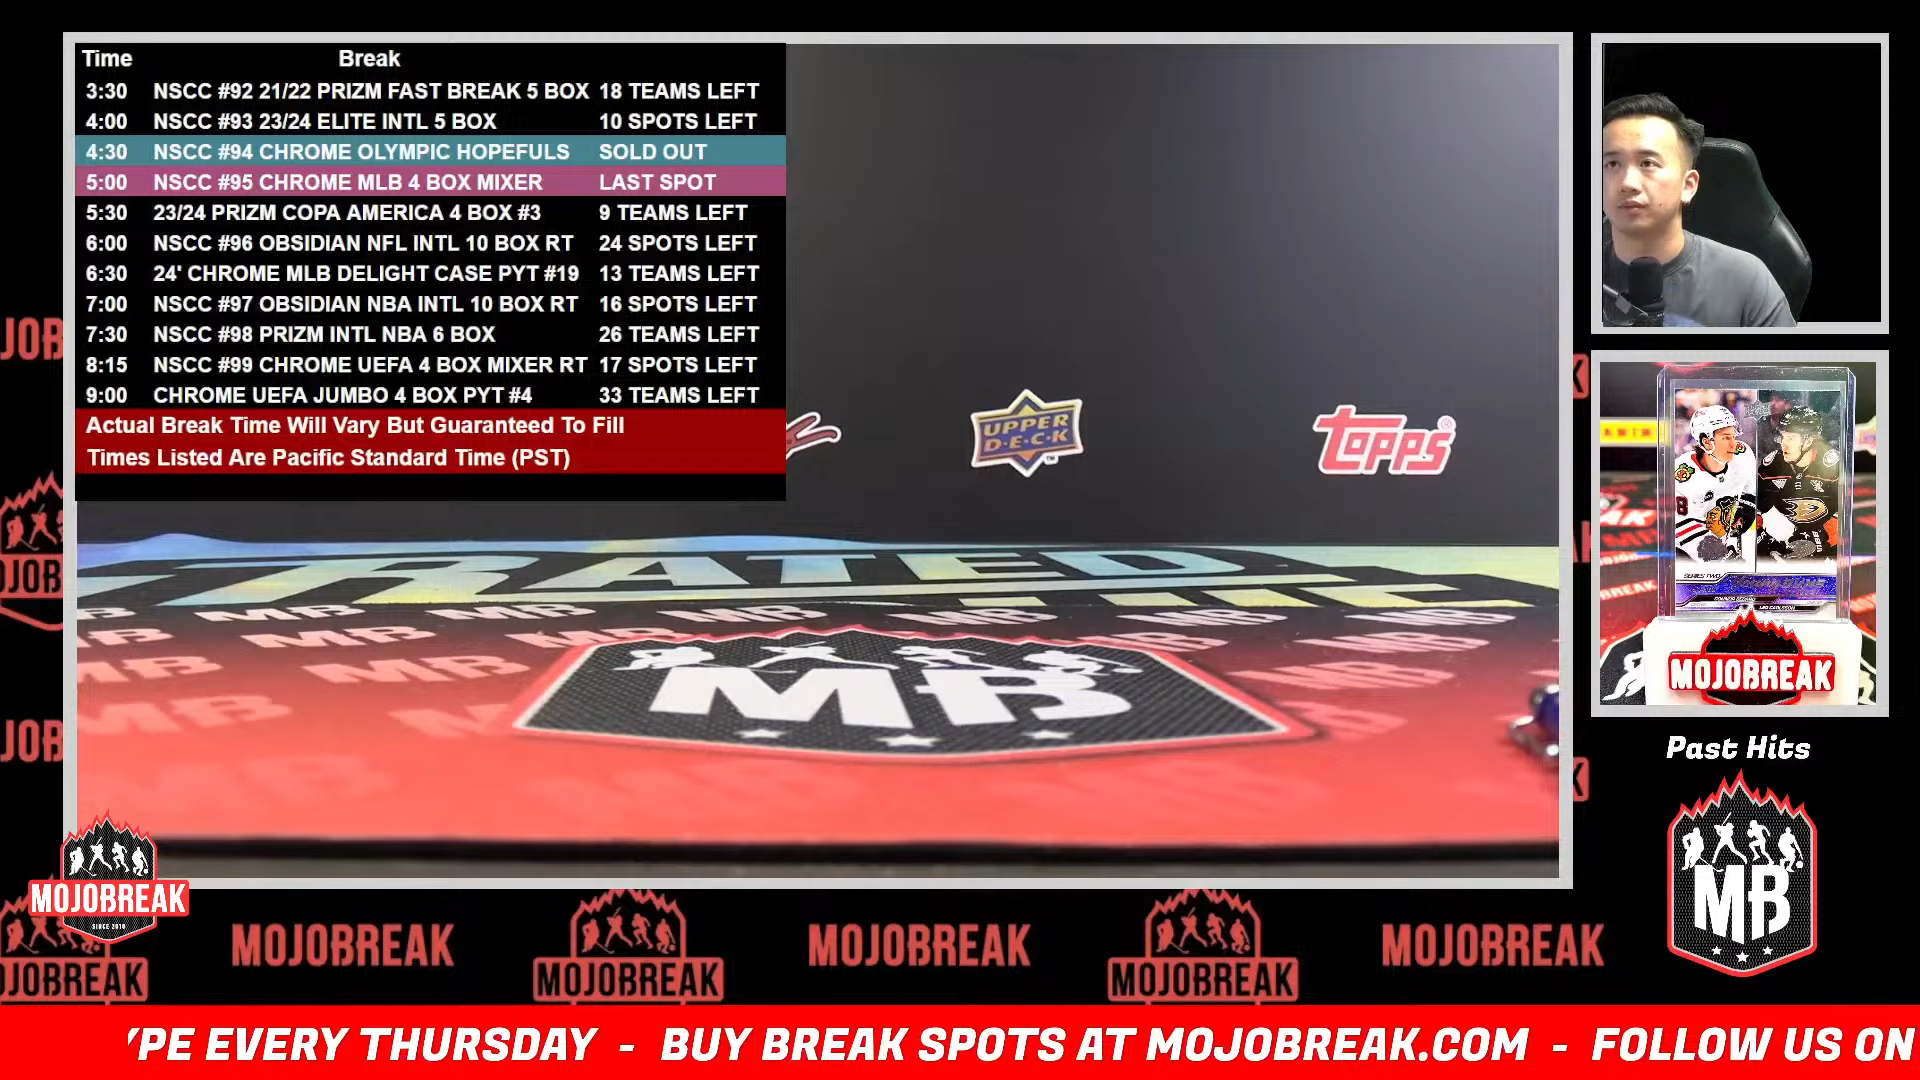 Time Break
3:30 NSCC #92 21/22 PRIZM FAST BREAK 5 BOX 18 TEAMS LEFT
4:00 NSCC #93 23/24 ELITE INTL 5 BOX 10 SPOTS LEFT
4:30 NSCC #94 CHROME OLYMPIC HOPEFULS SOLD OUT
5:00 NSCC #95 CHROME MLB 4 BOX MIXER LAST SPOT
5:30 23/24 PRIZM COPA AMERICA 4 BOX #3 9 TEAMS LEFT
6:00 NSCC #96 OBSIDIAN NFL INTL 10 BOX RT 24 SPOTS LEFT
6:30 24' CHROME MLB DELIGHT CASE PYT #19 13 TEAMS LEFT
7:00 NSCC #97 OBSIDIAN NBA INTL 10 BOX RT 16 SPOTS LEFT
7:30 NSCC #98 PRIZM INTL NBA 6 BOX 26 TEAMS LEFT
8:15 NSCC #99 CHROME UEFA 4 BOX MIXER RT 17 SPOTS LEFT
9:00 CHROME UEFA JUMBO 4 BOX PYT #4 33 TEAMS LEFT
Actual Break Time Will Vary But Guaranteed To Fill
Times Listed Are Pacific Standard Time (PST)
UPPER
D·E·C·K
TOPPS
RATED
MB
MOJOBREAK
Past Hits
MB
MOJOBREAK
SINCE 2010
MOJOBREAK MOJOBREAK MOJOBREAK MOJOBREAK MOJOBREAK
YPE EVERY THURSDAY - BUY BREAK SPOTS AT MOJOBREAK.COM - FOLLOW US ON